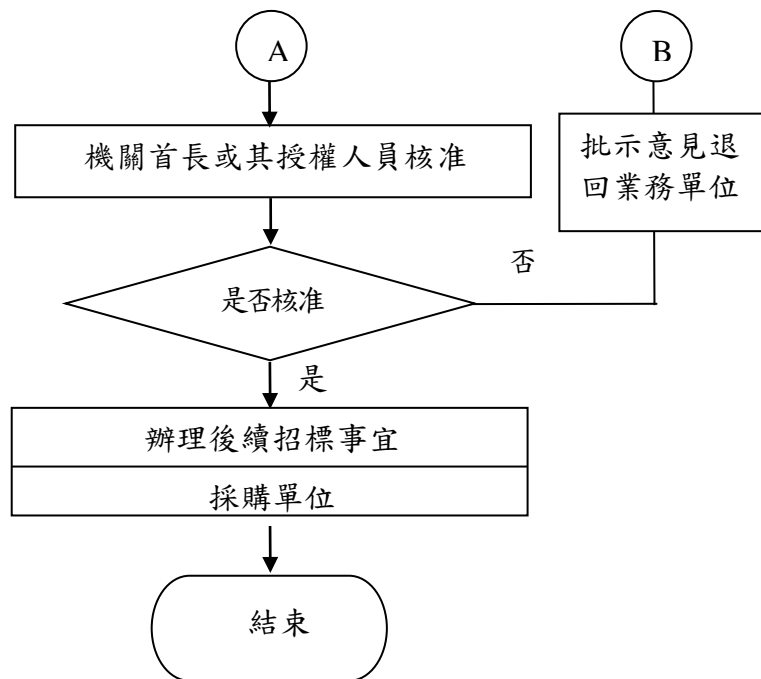 A
B
機關首長或其授權人員核准
批示意見退
回業務單位
否
是否核准
是
辦理後續招標事宜
採購單位
結束